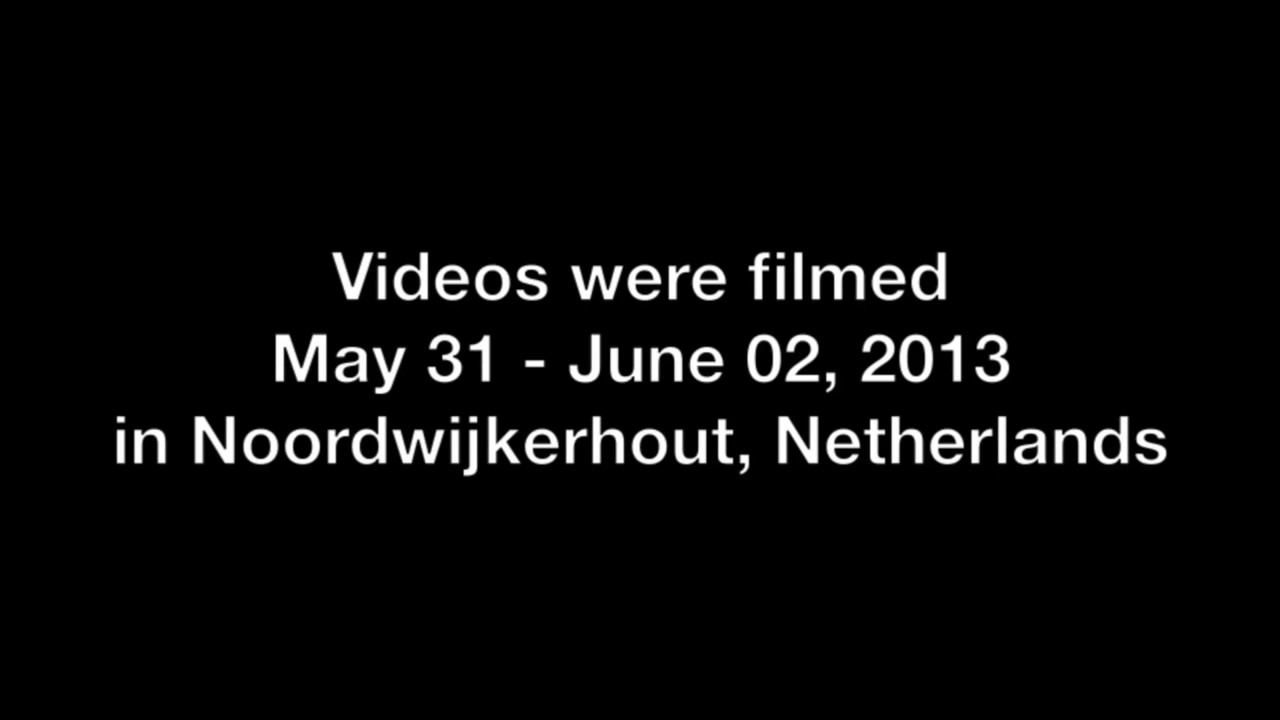 Videos were filmed
May 31 - June 02, 2013
in Noordwijkerhout, Netherlands